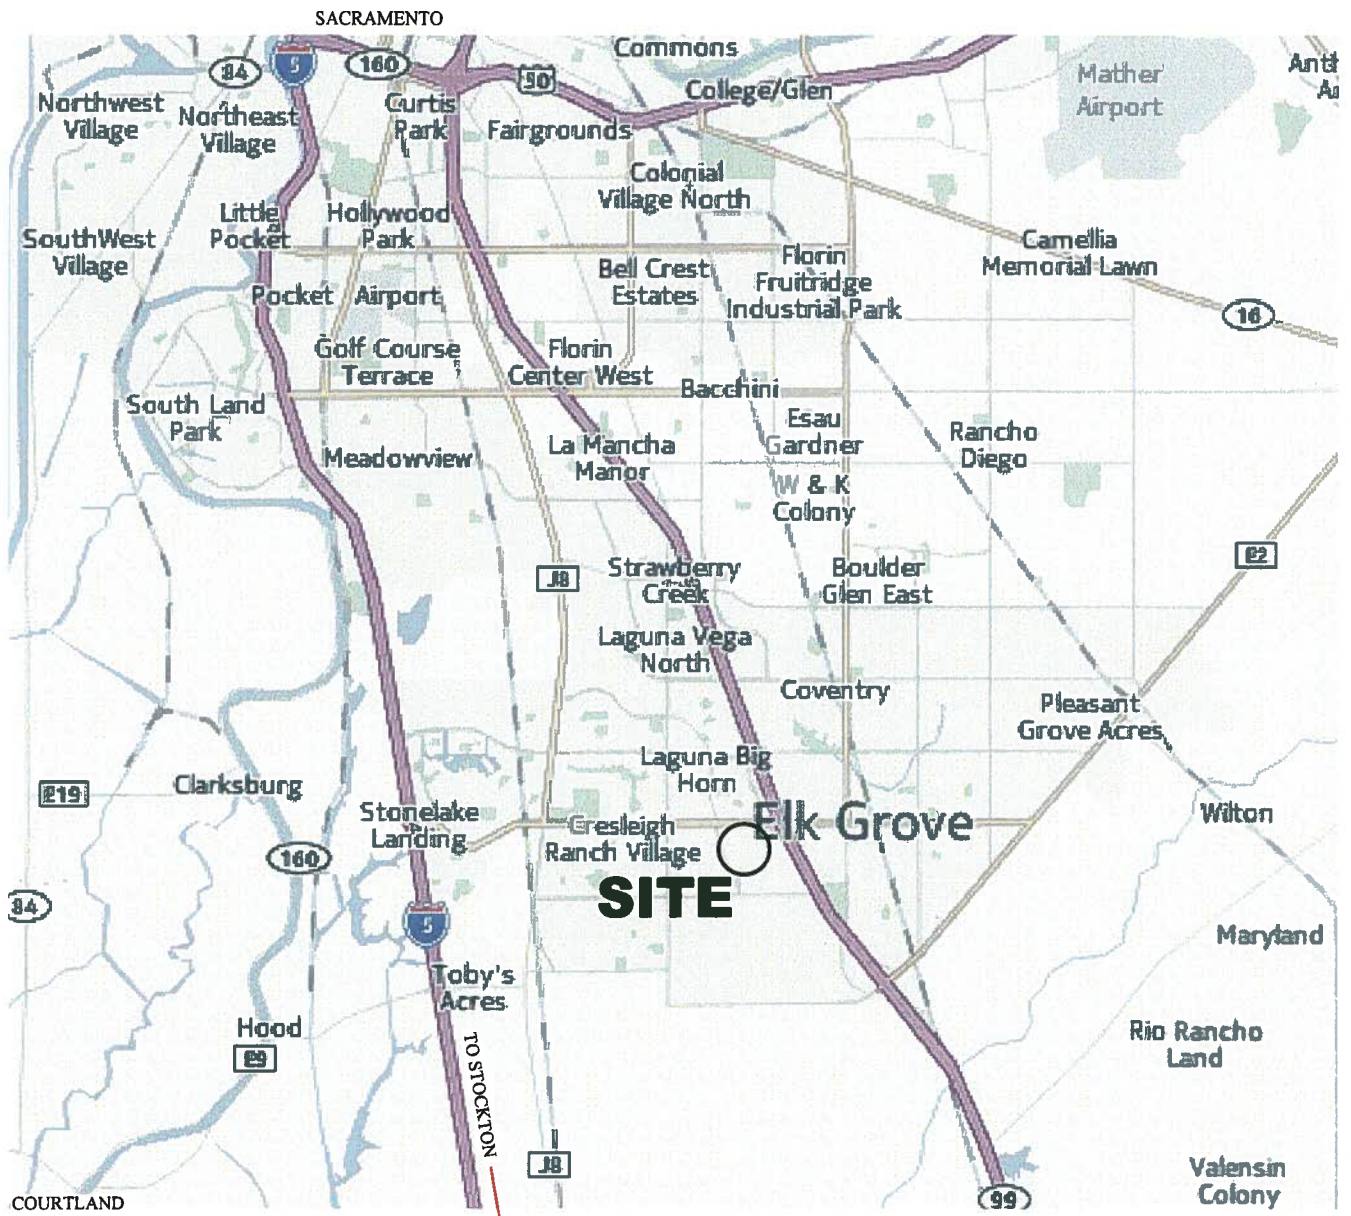 SACRAMENTO
Commons
84
5
160
50
College/Glen
Mather
Airport
Northwest
Village
Northeast
Village
Curtis
Park
Fairgrounds
Colonial
Village North
Little
Pocket
Hollywood
Park
SouthWest
Village
Camellia
Memorial Lawn
Florin
Fruitridge
Industrial Park
Bell Crest
Estates
Pocket
Airport
16
Golf Course
Terrace
Florin
Center West
Bacchini
South Land
Park
Esau
Gardner
Rancho
Diego
La Mancha
Manor
Meadowview
W & K
Colony
E2
J8
Strawberry
Creek
Boulder
Glen East
Laguna Vega
North
Coventry
Pleasant
Grove Acres
Laguna Big
Horn
E19
Clarksburg
Stonelake
Landing
Cresleigh
Ranch Village
Elk Grove
Wilton
160
SITE
84
5
Maryland
Toby's
Acres
Hood
E9
Rio Rancho
Land
TO STOCKTON
J8
Valensin
Colony
99
COURTLAND